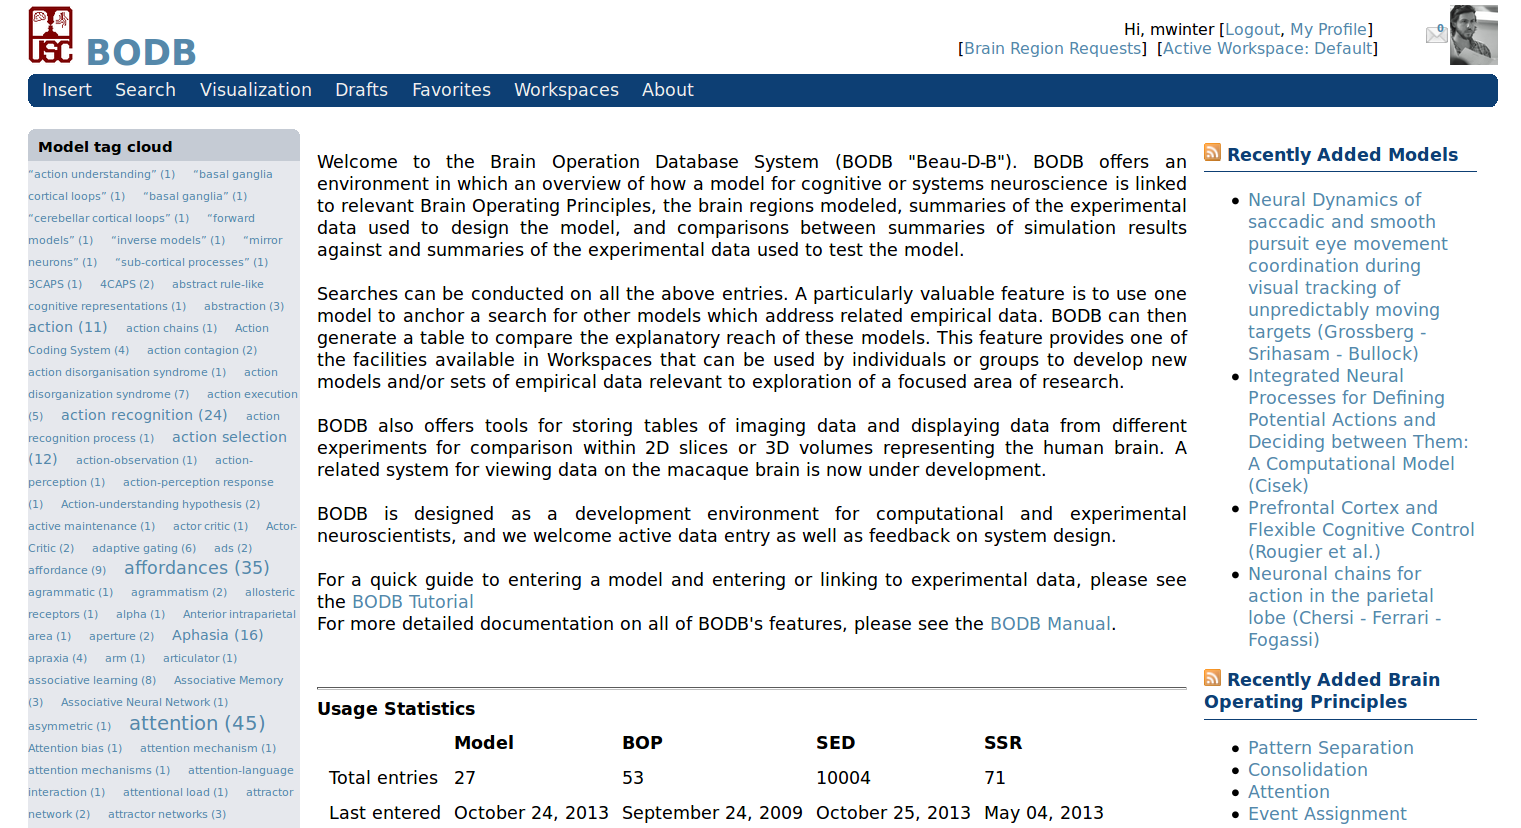 USC
BODB
Hi, mwinter [Logout, My Profile]
[Brain Region Requests] [Active Workspace: Default]
0
Insert Search Visualization Drafts Favorites Workspaces About
Model tag cloud
“action understanding” (1) “basal ganglia
cortical loops” (1) “basal ganglia” (1)
“cerebellar cortical loops” (1) “forward
models” (1) “inverse models” (1) “mirror
neurons” (1) “sub-cortical processes” (1)
3CAPS (1) 4CAPS (2) abstract rule-like
cognitive representations (1) abstraction (3)
action (11) action chains (1) Action
Coding System (4) action contagion (2)
action disorganisation syndrome (1) action
disorganization syndrome (7) action execution
(5) action recognition (24) action
recognition process (1) action selection
(12) action-observation (1) action-
perception (1) action-perception response
(1) Action-understanding hypothesis (2)
active maintenance (1) actor critic (1) Actor-
Critic (2) adaptive gating (6) ads (2)
affordance (9) affordances (35)
agrammatic (1) agrammatism (2) allosteric
receptors (1) alpha (1) Anterior intraparietal
area (1) aperture (2) Aphasia (16)
apraxia (4) arm (1) articulator (1)
associative learning (8) Associative Memory
(3) Associative Neural Network (1)
asymmetric (1) attention (45)
Attention bias (1) attention mechanism (1)
attention mechanisms (1) attention-language
interaction (1) attentional load (1) attractor
network (2) attractor networks (3)
Welcome to the Brain Operation Database System (BODB "Beau-D-B"). BODB offers an
environment in which an overview of how a model for cognitive or systems neuroscience is linked
to relevant Brain Operating Principles, the brain regions modeled, summaries of the experimental
data used to design the model, and comparisons between summaries of simulation results
against and summaries of the experimental data used to test the model.
Searches can be conducted on all the above entries. A particularly valuable feature is to use one
model to anchor a search for other models which address related empirical data. BODB can then
generate a table to compare the explanatory reach of these models. This feature provides one of
the facilities available in Workspaces that can be used by individuals or groups to develop new
models and/or sets of empirical data relevant to exploration of a focused area of research.
BODB also offers tools for storing tables of imaging data and displaying data from different
experiments for comparison within 2D slices or 3D volumes representing the human brain. A
related system for viewing data on the macaque brain is now under development.
BODB is designed as a development environment for computational and experimental
neuroscientists, and we welcome active data entry as well as feedback on system design.
For a quick guide to entering a model and entering or linking to experimental data, please see
the BODB Tutorial
For more detailed documentation on all of BODB's features, please see the BODB Manual.
Usage Statistics
Model BOP SED SSR
Total entries 27 53 10004 71
Last entered October 24, 2013 September 24, 2009 October 25, 2013 May 04, 2013
Recently Added Models
Neural Dynamics of
saccadic and smooth
pursuit eye movement
coordination during
visual tracking of
unpredictably moving
targets (Grossberg -
Srihasam - Bullock)
Integrated Neural
Processes for Defining
Potential Actions and
Deciding between Them:
A Computational Model
(Cisek)
Prefrontal Cortex and
Flexible Cognitive Control
(Rougier et al.)
Neuronal chains for
action in the parietal
lobe (Chersi - Ferrari -
Fogassi)
Recently Added Brain
Operating Principles
Pattern Separation
Consolidation
Attention
Event Assignment